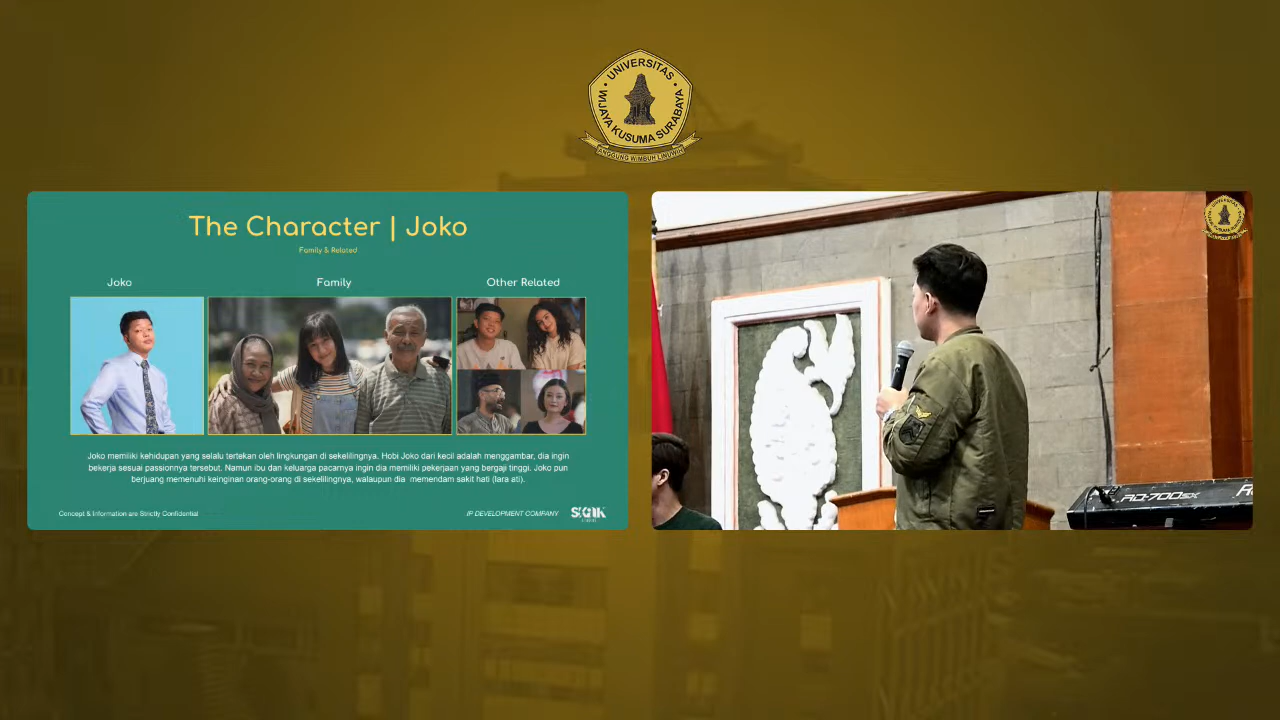 UNIVERSITAS
WIJAYA KUSUMA SURABAYA
ANGGUNG WIMBUH LINUWIH
The Character | Joko
Family & Related
Joko
Family
Other Related
Joko memiliki kehidupan yang selalu tertekan oleh lingkungan di sekelilingnya. Hobi Joko dari kecil adalah menggambar, dia ingin
bekerja sesuai passionnya tersebut. Namun ibu dan keluarga pacarnya ingin dia memiliki pekerjaan yang bergaji tinggi. Joko pun
berjuang memenuhi keinginan orang-orang di sekelilingnya, walaupun dia memendam sakit hati (lara ati).
Concept & Information are Strictly Confidential
IP DEVELOPMENT COMPANY
RD-700SX